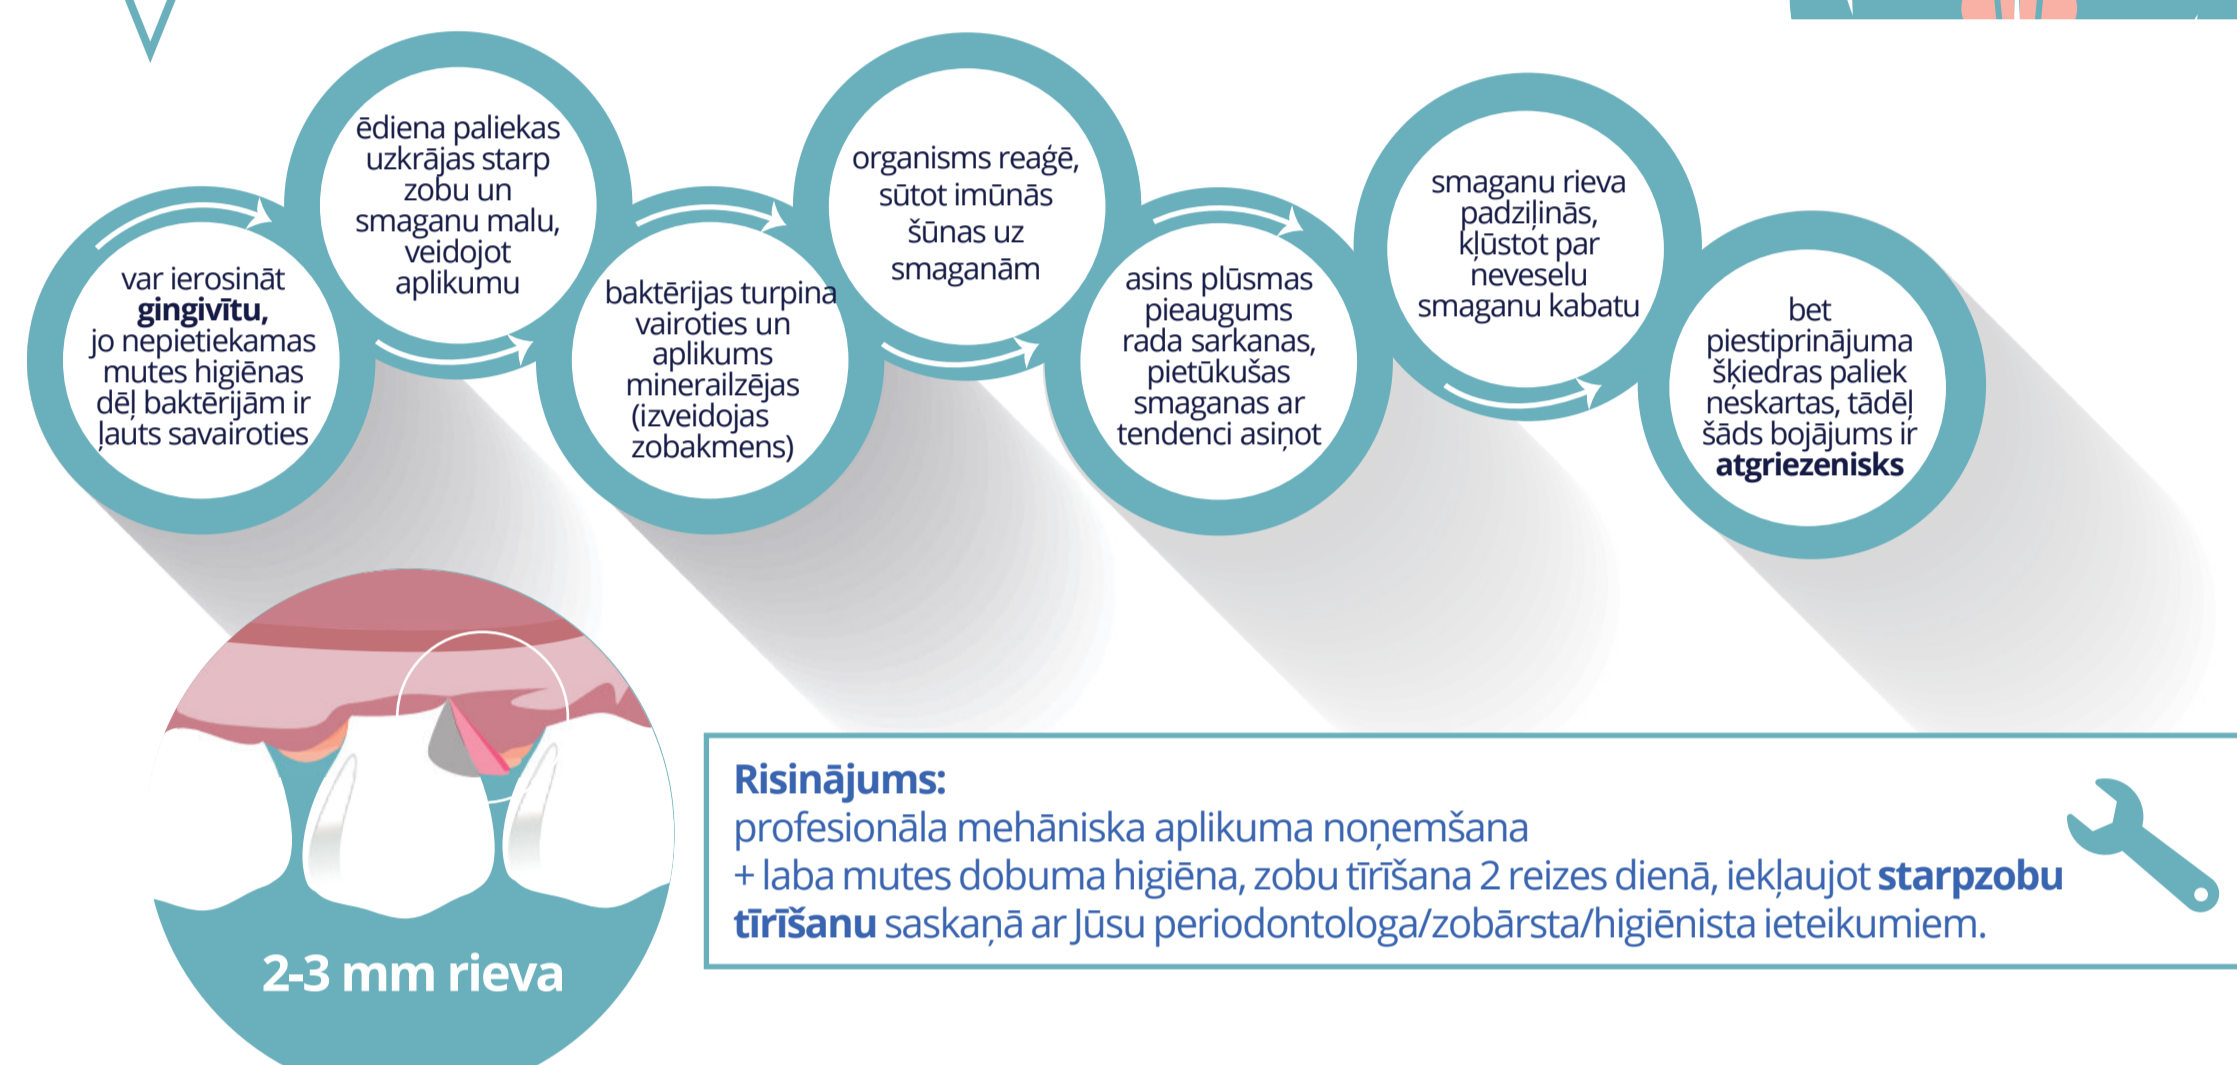 var ierosināt
gingivītu,
jo nepietiekamas
mutes higiēnas
dēļ baktērijām ir
ļauts savairoties
ēdiena paliekas
uzkrājas starp
zobu un
smaganu malu,
veidojot
aplikumu
baktērijas turpina
vairoties un
aplikums
minerailzējas
(izveidojas
zobakmens)
organisms reaģē,
sūtot imūnās
šūnas uz
smaganām
asins plūsmas
pieaugums
rada sarkanas,
pietūkušas
smaganas ar
tendenci asiņot
smaganu rieva
padziļinās,
kļūstot par
neveselu
smaganu kabatu
bet
piestiprinājuma
šķiedras paliek
neskartas, tādēļ
šāds bojājums ir
atgriezenisks
2-3 mm rieva
Risinājums:
profesionāla mehāniska aplikuma noņemšana
+ laba mutes dobuma higiēna, zobu tīrīšana 2 reizes dienā, iekļaujot starpzobu
tīrīšanu saskaņā ar Jūsu periodontologa/zobārsta/higiēnista ieteikumiem.